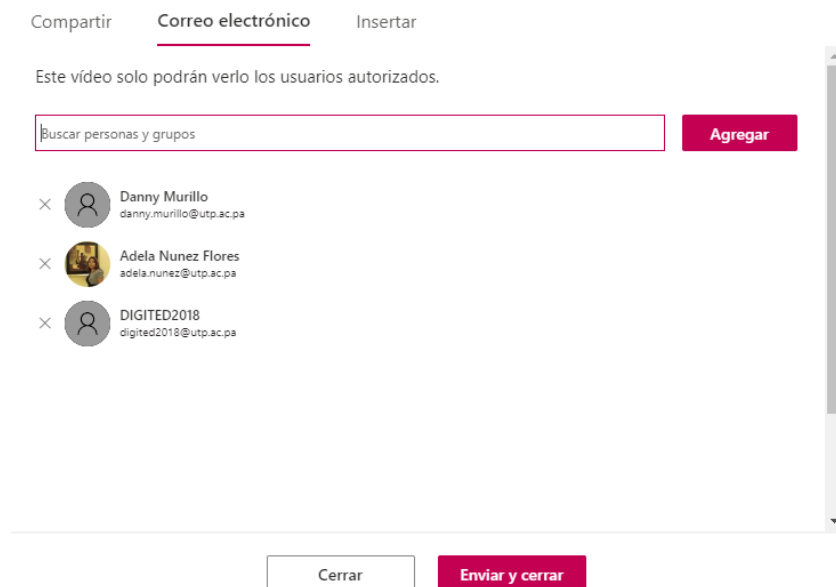 Compartir Correo electrónico Insertar
Este vídeo solo podrán verlo los usuarios autorizados.
Buscar personas y grupos Agregar
Danny Murillo
danny.murillo@utp.ac.pa
Adela Nunez Flores
adela.nunez@utp.ac.pa
DIGITED2018
digited2018@utp.ac.pa
Cerrar Enviar y cerrar